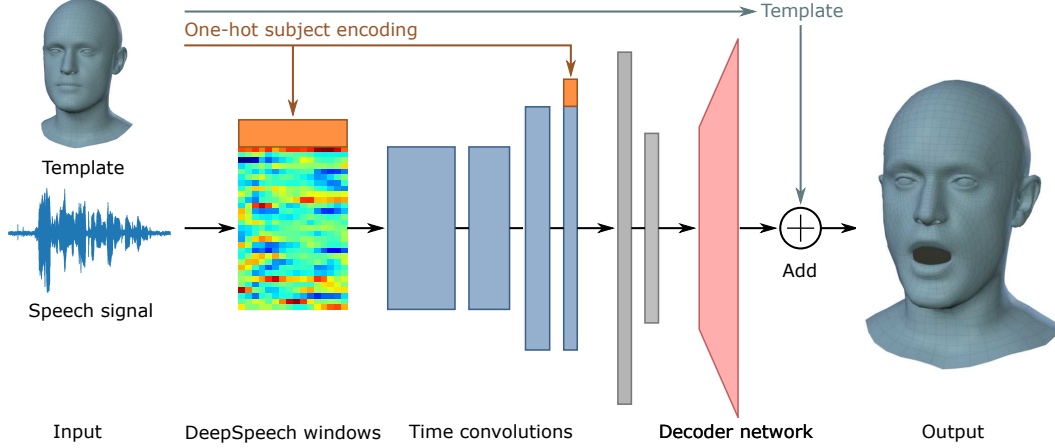 Template
One-hot subject encoding
Template
Speech signal
Add
Input
DeepSpeech windows
Time convolutions
Decoder network
Output